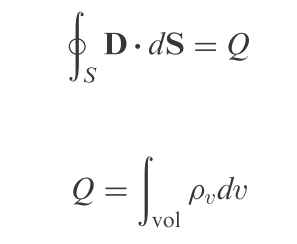 ∮_S D · dS = Q
Q = ∫_vol ρ_v dv